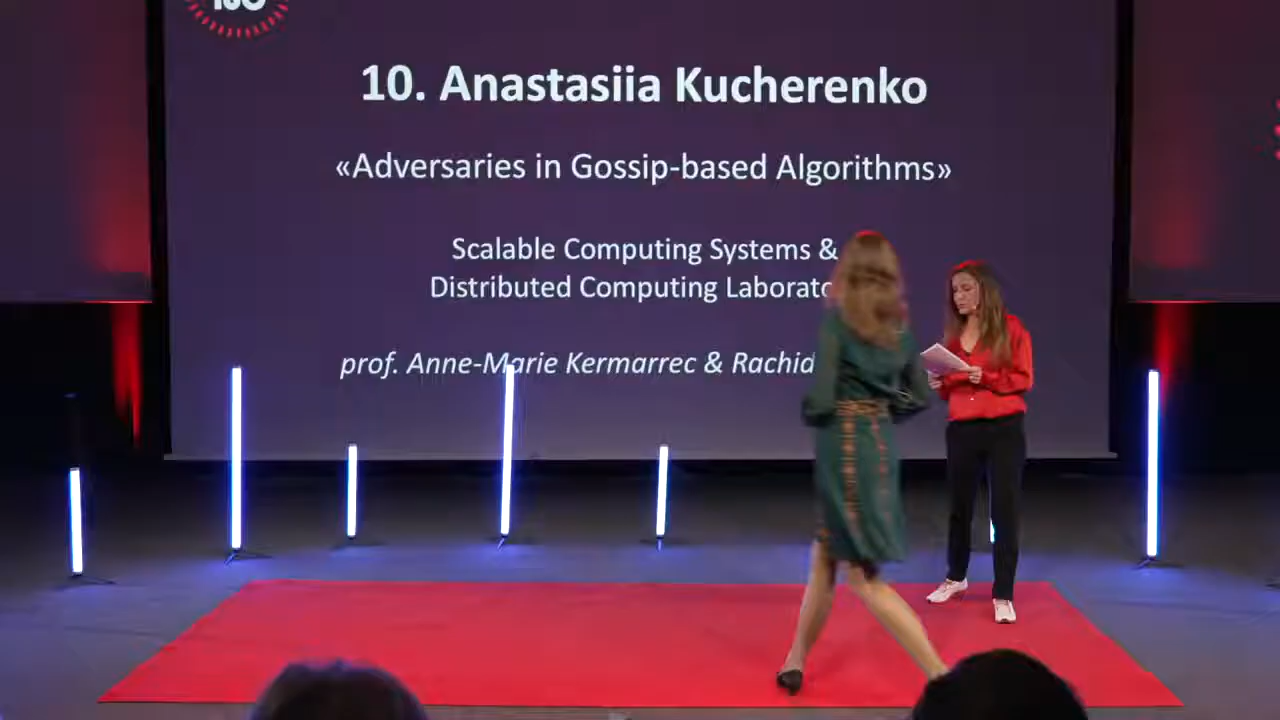 180
10. Anastasiia Kucherenko
«Adversaries in Gossip-based Algorithms»
Scalable Computing Systems &
Distributed Computing Laborato
prof. Anne-Marie Kermarrec & Rachid